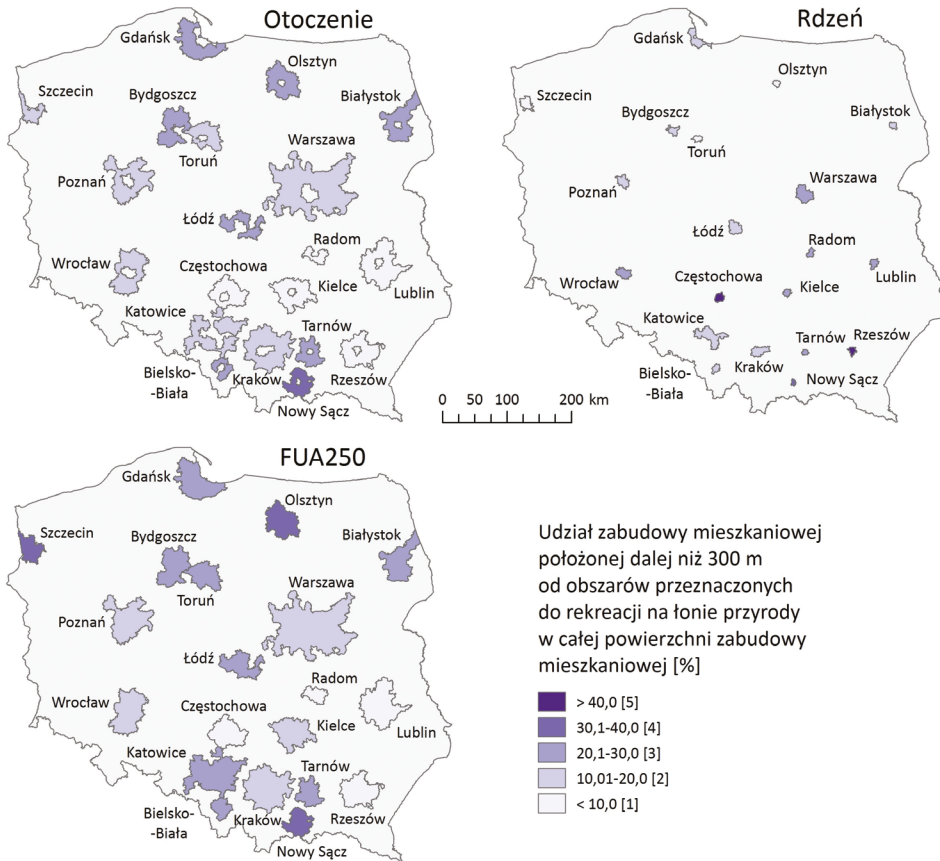 Otoczenie
Gdańsk
Olsztyn
Szczecin
Bydgoszcz
Białystok
Toruń
Warszawa
Poznań
Łódź
Radom
Wrocław
Częstochowa
Kielce
Lublin
Katowice
Tarnów
Bielsko-
-Biała
Kraków
Rzeszów
Nowy Sącz
Rdzeń
Gdańsk
Olsztyn
Szczecin
Bydgoszcz
Białystok
Toruń
Poznań
Warszawa
Łódź
Radom
Wrocław
Częstochowa
Kielce
Lublin
Katowice
Tarnów
Rzeszów
Bielsko-
-Biała
Kraków
Nowy Sącz
0 50 100 200 km
FUA250
Gdańsk
Olsztyn
Szczecin
Bydgoszcz
Białystok
Toruń
Warszawa
Poznań
Łódź
Radom
Wrocław
Częstochowa
Kielce
Lublin
Katowice
Tarnów
Bielsko-
-Biała
Kraków
Rzeszów
Nowy Sącz
Udział zabudowy mieszkaniowej
położonej dalej niż 300 m
od obszarów przeznaczonych
do rekreacji na łonie przyrody
w całej powierzchni zabudowy
mieszkaniowej [%]
> 40,0 [5]
30,1-40,0 [4]
20,1-30,0 [3]
10,01-20,0 [2]
< 10,0 [1]